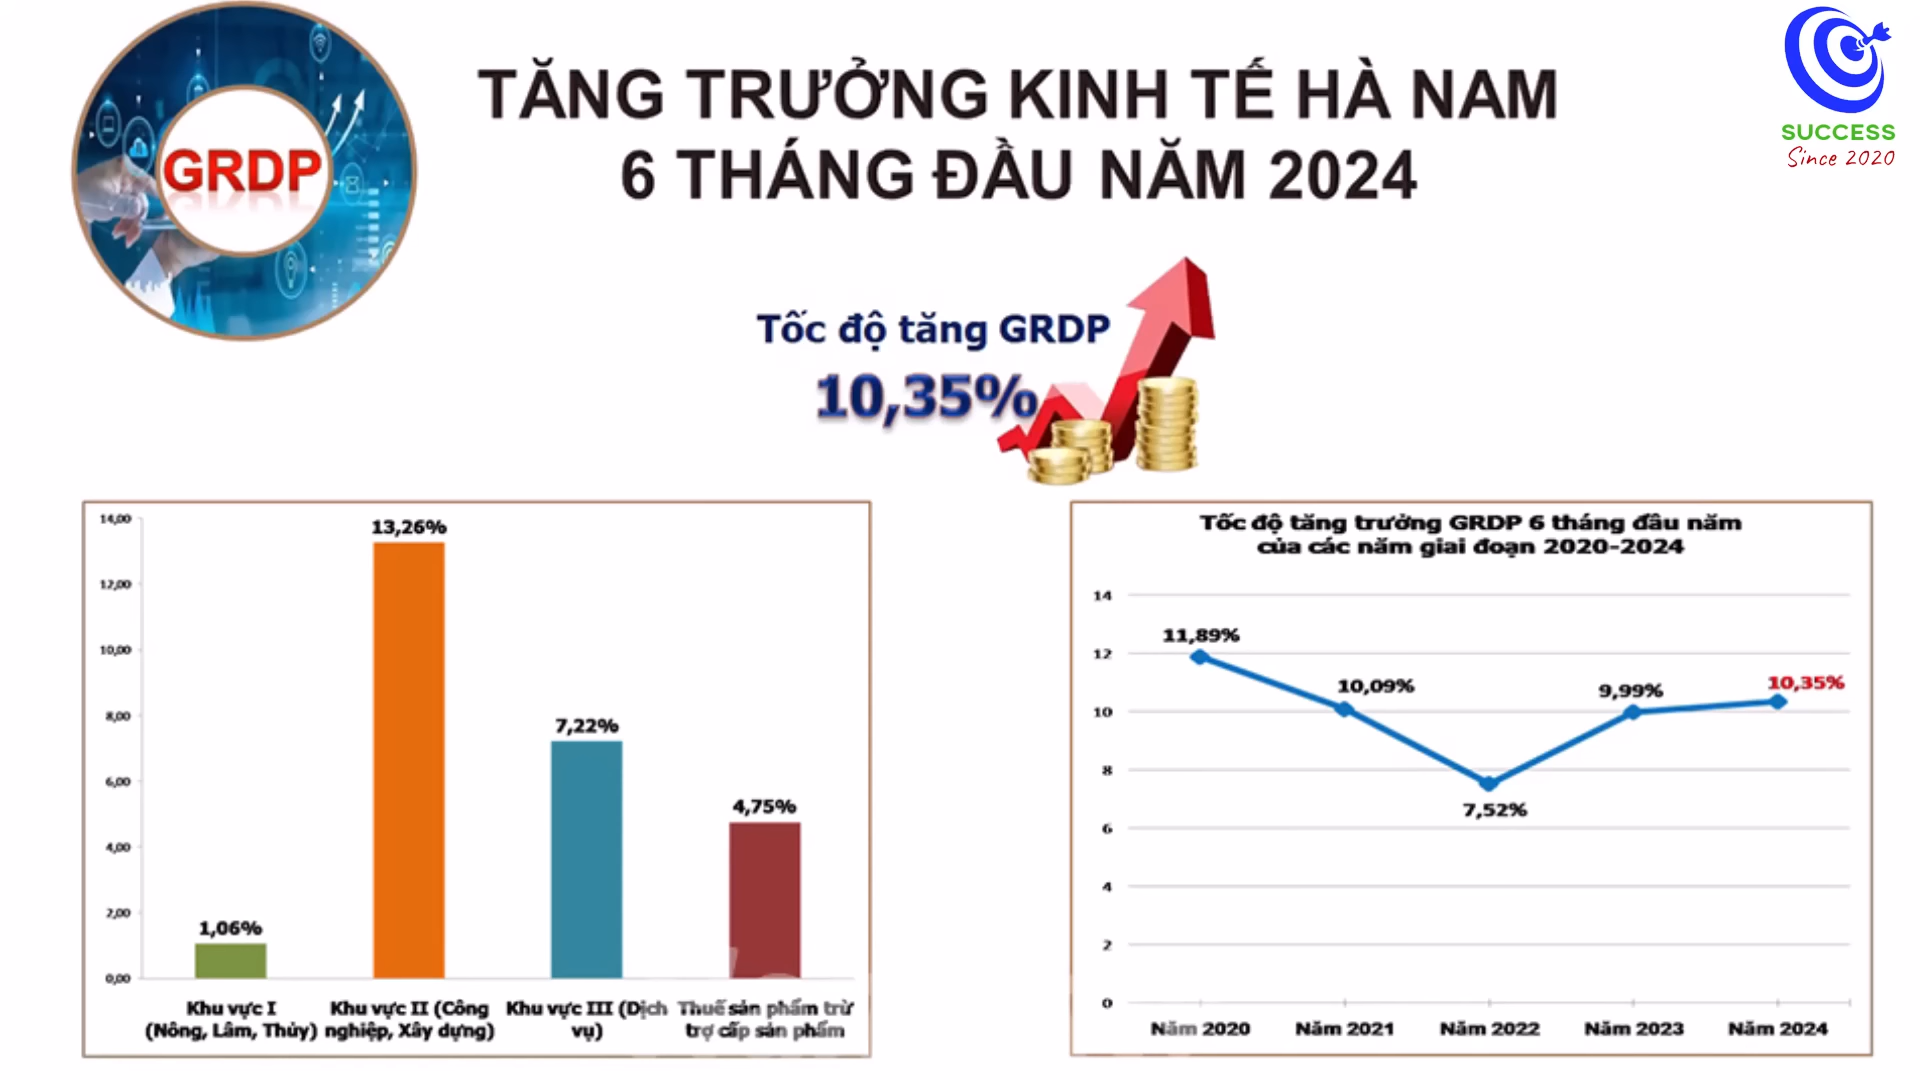 GRDP
TĂNG TRƯỞNG KINH TẾ HÀ NAM
6 THÁNG ĐẦU NĂM 2024
SUCCESS
Since 2020
Tốc độ tăng GRDP
10,35%
14,00
12,00
10,00
8,00
6,00
4,00
2,00
0,00
13,26%
7,22%
4,75%
1,06%
Khu vực I
(Nông, Lâm, Thủy)
Khu vực II (Công
nghiệp, Xây dựng)
Khu vực III (Dịch
vụ)
Thuế sản phẩm trừ
trợ cấp sản phẩm
Tốc độ tăng trưởng GRDP 6 tháng đầu năm
của các năm giai đoạn 2020-2024
14
12
10
8
6
4
2
0
11,89%
10,09%
7,52%
9,99%
10,35%
Năm 2020
Năm 2021
Năm 2022
Năm 2023
Năm 2024